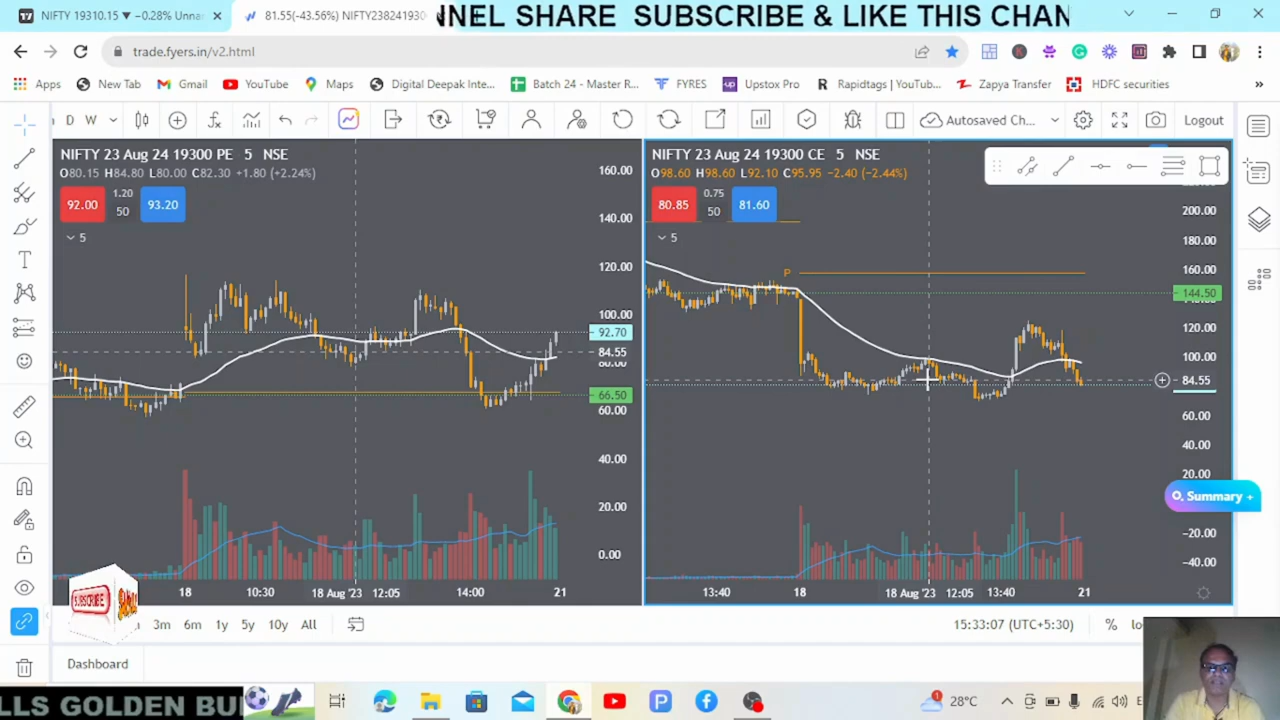 NIFTY 19310.15 ▼ −0.28% Unna
81.55(-43.56%) NIFTY238241930
NNEL SHARE SUBSCRIBE & LIKE THIS CHAN
trade.fyers.in/v2.html
Apps New Tab Gmail YouTube Maps Digital Deepak Inte... Batch 24 - Master R... FYRES Upstox Pro Rapidtags | YouTub... Zapya Transfer HDFC securities »
D W Autosaved Ch... Logout
NIFTY 23 Aug 24 19300 PE 5 NSE
O80.15 H84.80 L80.00 C82.30 +1.80 (+2.24%)
92.00 1.20 50 93.20
5
160.00
140.00
120.00
100.00
92.70
84.55
80.00
66.50
60.00
40.00
20.00
0.00
18 10:30 18 Aug '23 12:05 14:00 21
NIFTY 23 Aug 24 19300 CE 5 NSE
O98.60 H98.60 L92.10 C95.95 −2.40 (−2.44%)
80.85 0.75 50 81.60
5
P
200.00
180.00
160.00
144.50
120.00
100.00
84.55
60.00
40.00
20.00
Summary +
−20.00
−40.00
13:40 18 18 Aug '23 12:05 13:40 21
SUBSCRIBE
3m 6m 1y 5y 10y All
15:33:07 (UTC+5:30) % lo
Dashboard
LLS GOLDEN BUL
1
28°C
E